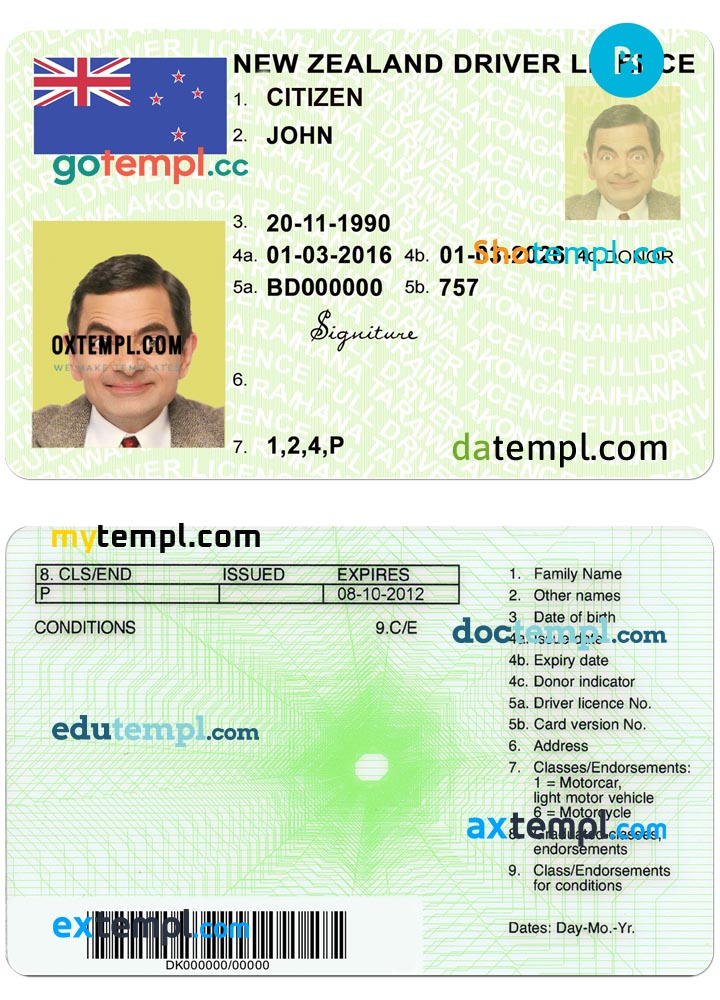 NEW ZEALAND DRIVER LICENCE
Ps
1. CITIZEN
2. JOHN
gotempl.cc
3. 20-11-1990
4a. 01-03-2016 4b. 01-03-2026 4c DONOR
Shotempl.cc
5a. BD000000 5b. 757
Signiture
OXTEMPL.COM
WE MAKE TEMPLATES
6.
7. 1,2,4,P
datempl.com
mytempl.com
8. CLS/END ISSUED EXPIRES
P 08-10-2012
CONDITIONS 9.C/E
1. Family Name
2. Other names
3. Date of birth
doctempl.com
4a. Issue date
4b. Expiry date
4c. Donor indicator
5a. Driver licence No.
5b. Card version No.
edutempl.com
6. Address
7. Classes/Endorsements:
1 = Motorcar,
light motor vehicle
6 = Motorcycle
axtempl.com
8. Graduated classes,
endorsements
9. Class/Endorsements
for conditions
Dates: Day-Mo.-Yr.
extempl.com
DK000000/00000